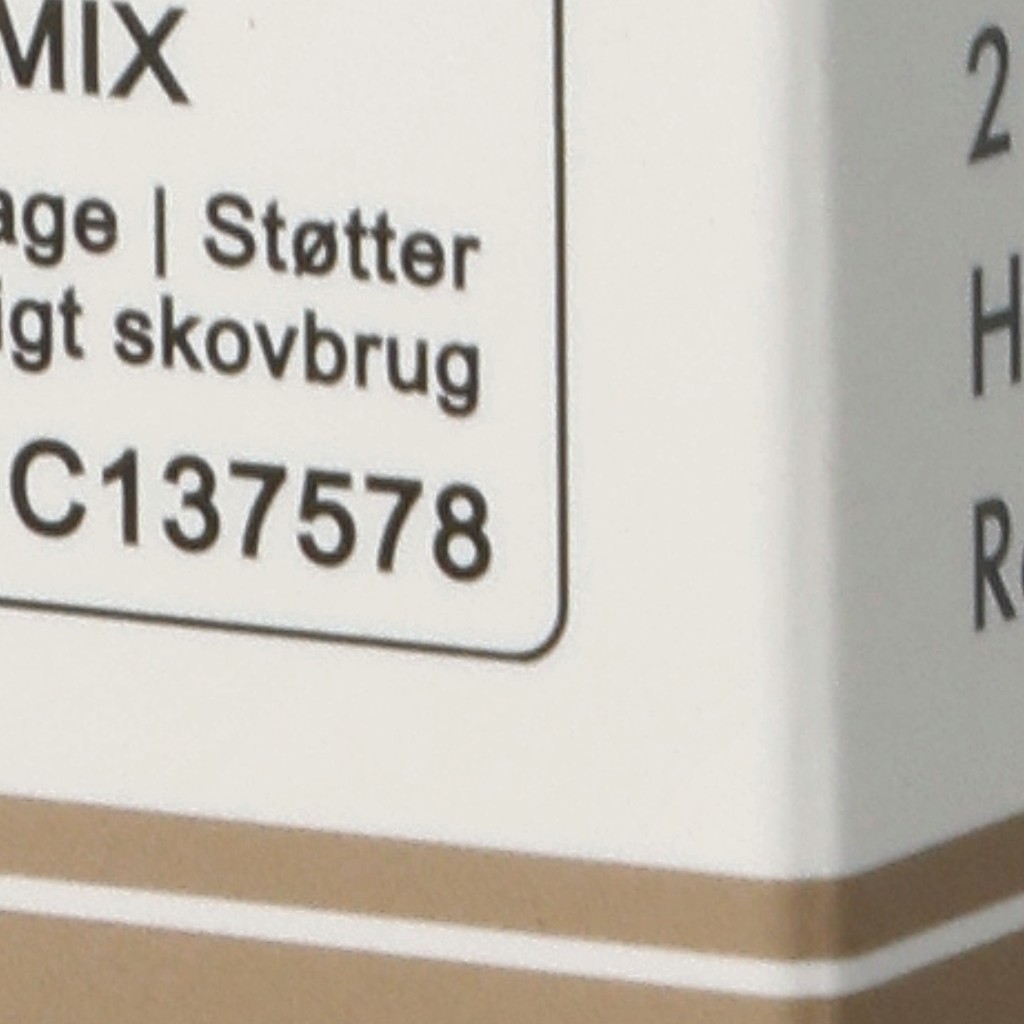 MIX
age | Støtter
igt skovbrug
C137578
2
H
R